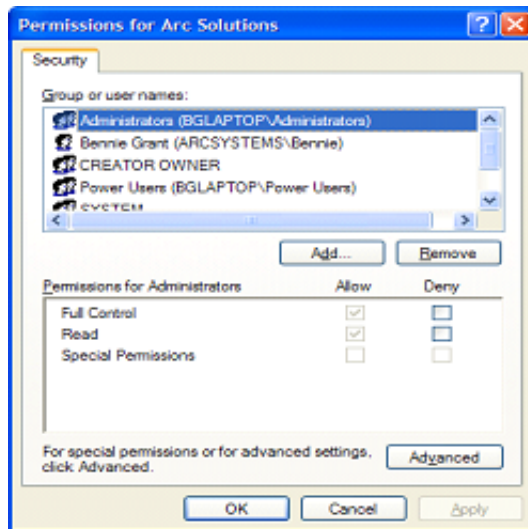 Permissions for Arc Solutions
Security
Group or user names:
Administrators (BGLAPTOP\Administrators)
Bennie Grant (ARCSYSTEMS\Bennie)
CREATOR OWNER
Power Users (BGLAPTOP\Power Users)
SYSTEM
Add... Remove
Permissions for Administrators Allow Deny
Full Control
Read
Special Permissions
For special permissions or for advanced settings,
click Advanced.
Advanced
OK Cancel Apply